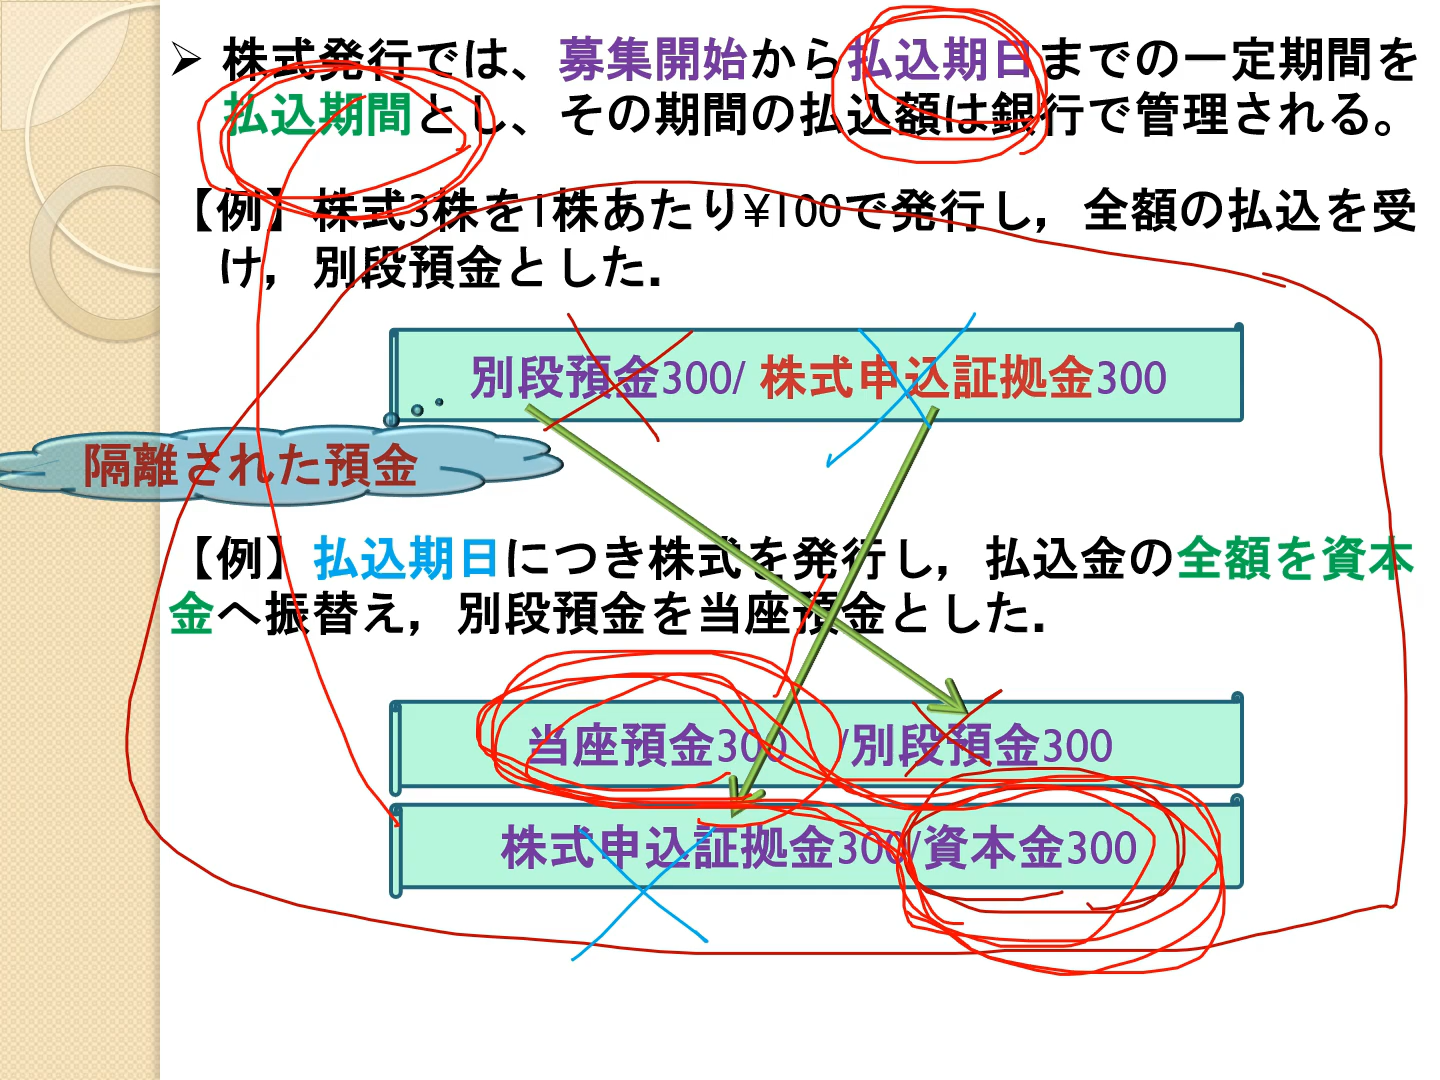 ➢ 株式発行では、募集開始から払込期日までの一定期間を
払込期間とし、その期間の払込額は銀行で管理される。
【例】株式3株を1株あたり¥100で発行し，全額の払込を受
け，別段預金とした．
別段預金300/ 株式申込証拠金300
隔離された預金
【例】払込期日につき株式を発行し，払込金の全額を資本
金へ振替え，別段預金を当座預金とした．
当座預金300 /別段預金300
株式申込証拠金300/資本金300